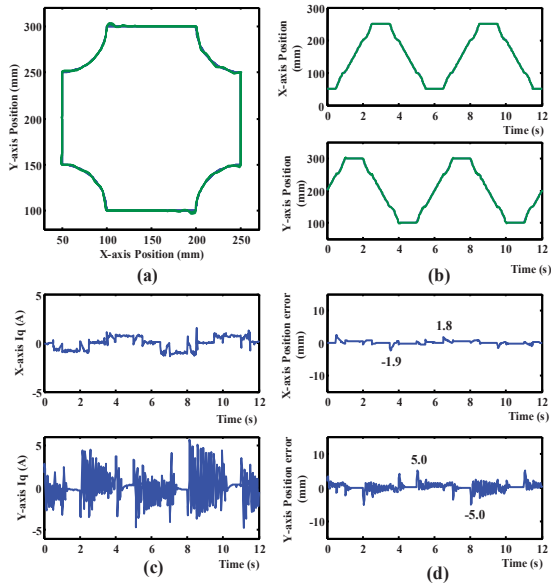 300
250
200
150
100
Y-axis Position (mm)
50 100 150 200 250
X-axis Position (mm)
(a)
300
200
100
0
X-axis Position
(mm)
0 2 4 6 8 10 12
Time (s)
300
200
100
Y-axis Position
(mm)
0 2 4 6 8 10 12
Time (s)
(b)
5
0
-5
X-axis Iq (A)
0 2 4 6 8 10 12
Time (s)
5
0
-5
Y-axis Iq (A)
0 2 4 6 8 10 12
Time (s)
(c)
10
0
-10
X-axis Position error
(mm)
1.8
-1.9
0 2 4 6 8 10 12
Time (s)
10
0
-10
Y-axis Position error
(mm)
5.0
-5.0
0 2 4 6 8 10 12
Time (s)
(d)